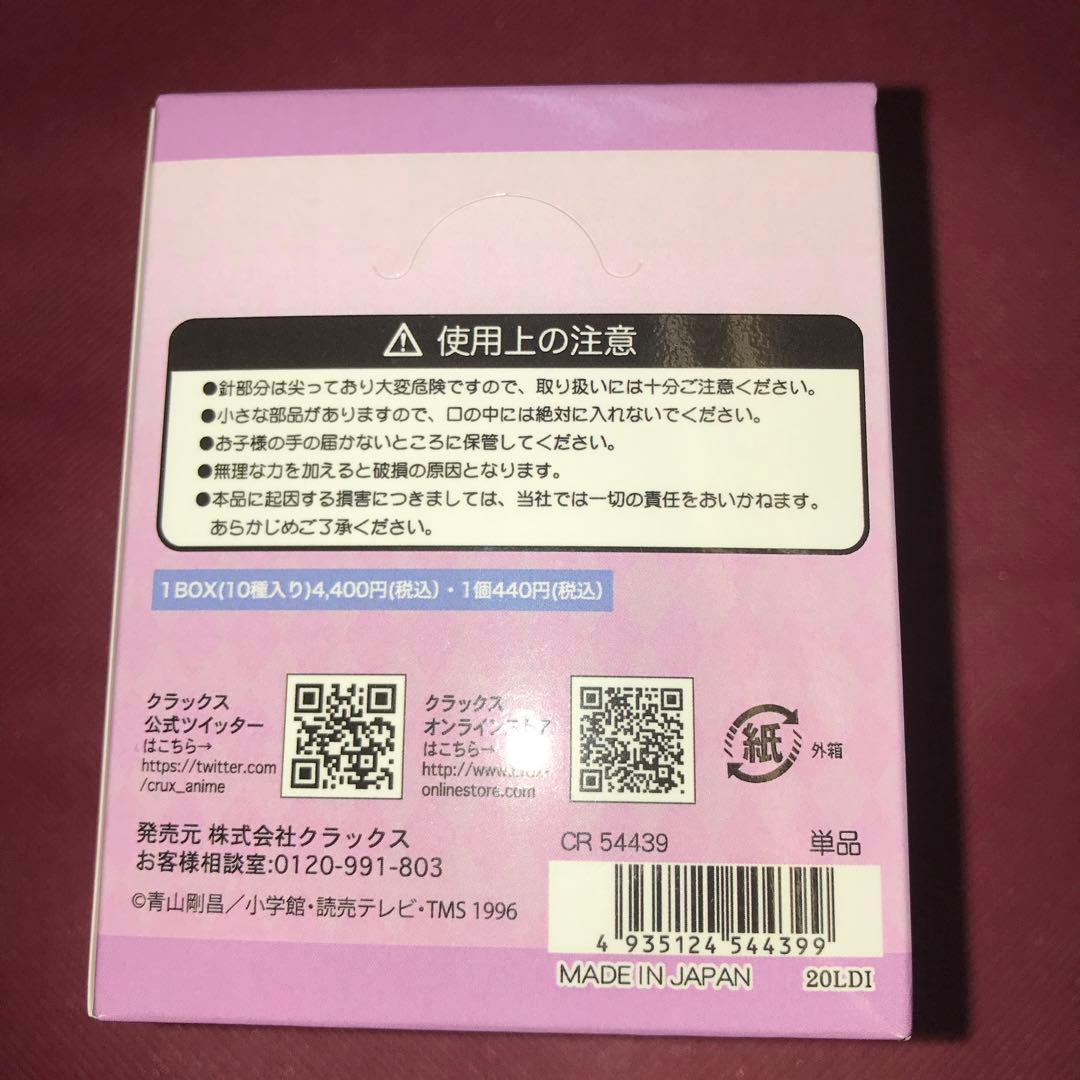 ⚠ 使用上の注意
●針部分は尖っており大変危険ですので、取り扱いには十分ご注意ください。
●小さな部品がありますので、口の中には絶対に入れないでください。
●お子様の手の届かないところに保管してください。
●無理な力を加えると破損の原因となります。
●本品に起因する損害につきましては、当社では一切の責任をおいかねます。
あらかじめご了承ください。
1BOX(10種入り)4,400円(税込)・1個440円(税込)
クラックス
公式ツイッター
はこちら→
https://twitter.com
/crux_anime
クラックス
オンラインストア
はこちら→
http://www.crux-
onlinestore.com
紙 外箱
発売元 株式会社クラックス
お客様相談室:0120-991-803
©青山剛昌/小学館・読売テレビ・TMS 1996
CR 54439 単品
4 935124 544399
MADE IN JAPAN 20LDI